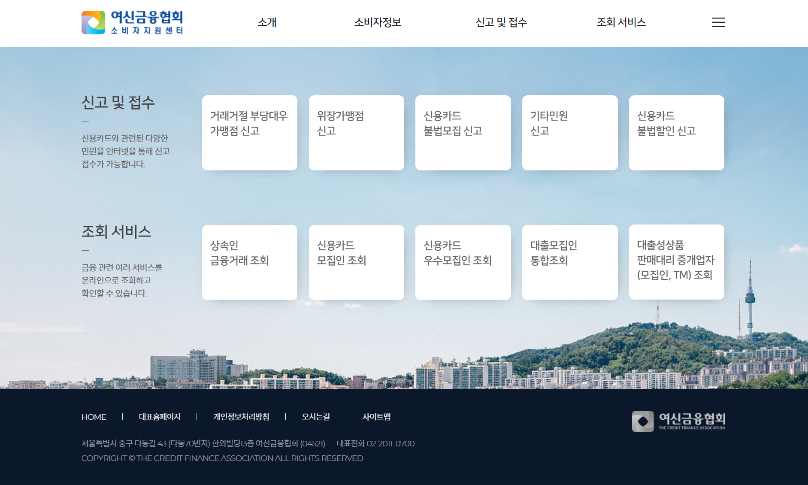 여신금융협회
소비자지원센터
소개
소비자정보
신고 및 접수
조회 서비스
신고 및 접수
신용카드와 관련된 다양한
민원을 인터넷을 통해 신고
접수가 가능합니다.
거래거절 부당대우
가맹점 신고
위장가맹점
신고
신용카드
불법모집 신고
기타민원
신고
신용카드
불법할인 신고
조회 서비스
금융 관련 여러 서비스를
온라인으로 조회하고
확인할 수 있습니다.
상속인
금융거래 조회
신용카드
모집인 조회
신용카드
우수모집인 조회
대출모집인
통합조회
대출성상품
판매대리 중개업자
(모집인, TM) 조회
HOME
대표홈페이지
개인정보처리방침
오시는길
사이트맵
서울특별시 중구 다동길 43 (다동70번지) 한외빌딩13층 여신금융협회 (04521) 대표전화 02 2011 0700
COPYRIGHT © THE CREDIT FINANCE ASSOCIATION ALL RIGHTS RESERVED
여신금융협회
THE CREDIT FINANCE ASSOCIATION